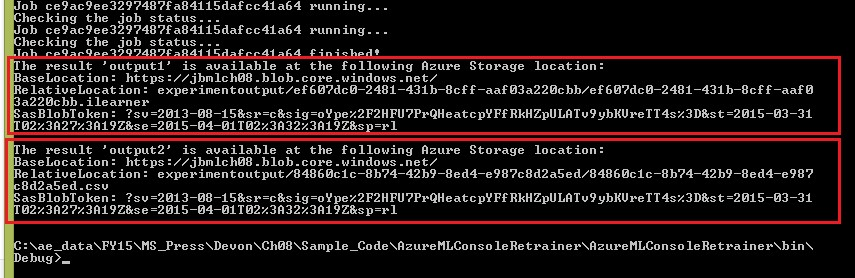 Job ce9ac9ee3297487fa84115dafcc41a64 running...
Checking the job status...
Job ce9ac9ee3297487fa84115dafcc41a64 running...
Checking the job status...
Job ce9ac9ee3297487fa84115dafcc41a64 finished!
The result 'output1' is available at the following Azure Storage location:
BaseLocation: https://jbmlch08.blob.core.windows.net/
RelativeLocation: experimentoutput/ef607dc0-2481-431b-8cff-aaf03a220cbb/ef607dc0-2481-431b-8cff-aaf0
3a220cbb.ilearner
SasBlobToken: ?sv=2013-08-15&sr=c&sig=oYpe%2F2HFU7PrQHeatcpYFfRkHZpULATv9ybKVreTT4s%3D&st=2015-03-31
T02%3A27%3A19Z&se=2015-04-01T02%3A32%3A19Z&sp=rl
The result 'output2' is available at the following Azure Storage location:
BaseLocation: https://jbmlch08.blob.core.windows.net/
RelativeLocation: experimentoutput/84860c1c-8b74-42b9-8ed4-e987c8d2a5ed/84860c1c-8b74-42b9-8ed4-e987
c8d2a5ed.csv
SasBlobToken: ?sv=2013-08-15&sr=c&sig=oYpe%2F2HFU7PrQHeatcpYFfRkHZpULATv9ybKVreTT4s%3D&st=2015-03-31
T02%3A27%3A19Z&se=2015-04-01T02%3A32%3A19Z&sp=rl
C:\ae_data\FY15\MS_Press\Devon\Ch08\Sample_Code\AzureMLConsoleRetrainer\AzureMLConsoleRetrainer\bin\
Debug>_